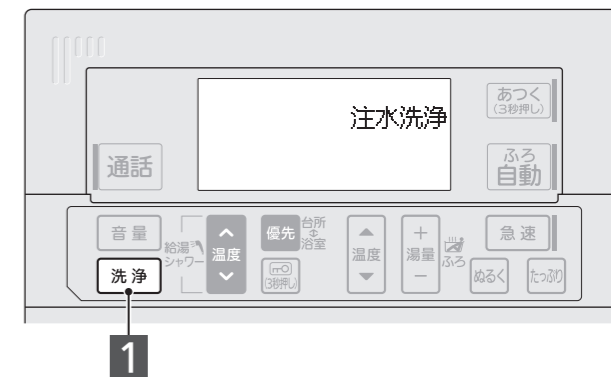 注水洗浄
あつく
(3秒押し)
通話
ふろ
自動
音量
給湯
シャワー
温度
優先
台所
浴室
(3秒押し)
温度
湯量
ふろ
急速
洗浄
ぬるく
たっぷり
1